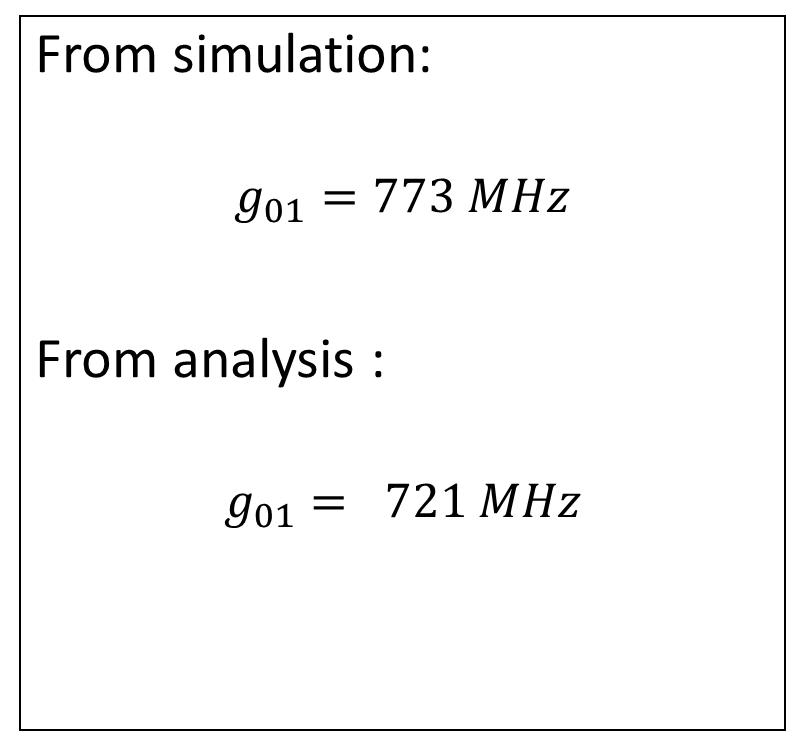 From simulation:
𝑔₀₁ = 773 𝑀𝐻𝑧
From analysis :
𝑔₀₁ = 721 𝑀𝐻𝑧